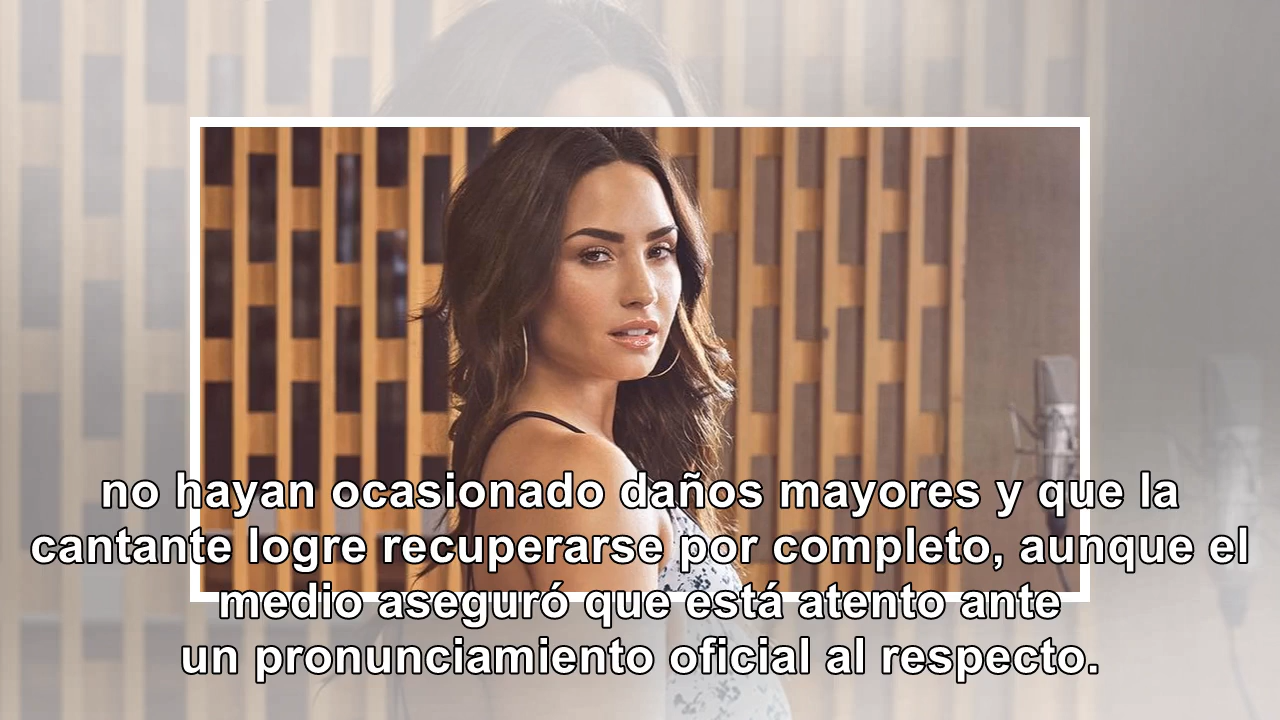 no hayan ocasionado daños mayores y que la
cantante logre recuperarse por completo, aunque el
medio aseguró que está atento ante
un pronunciamiento oficial al respecto.